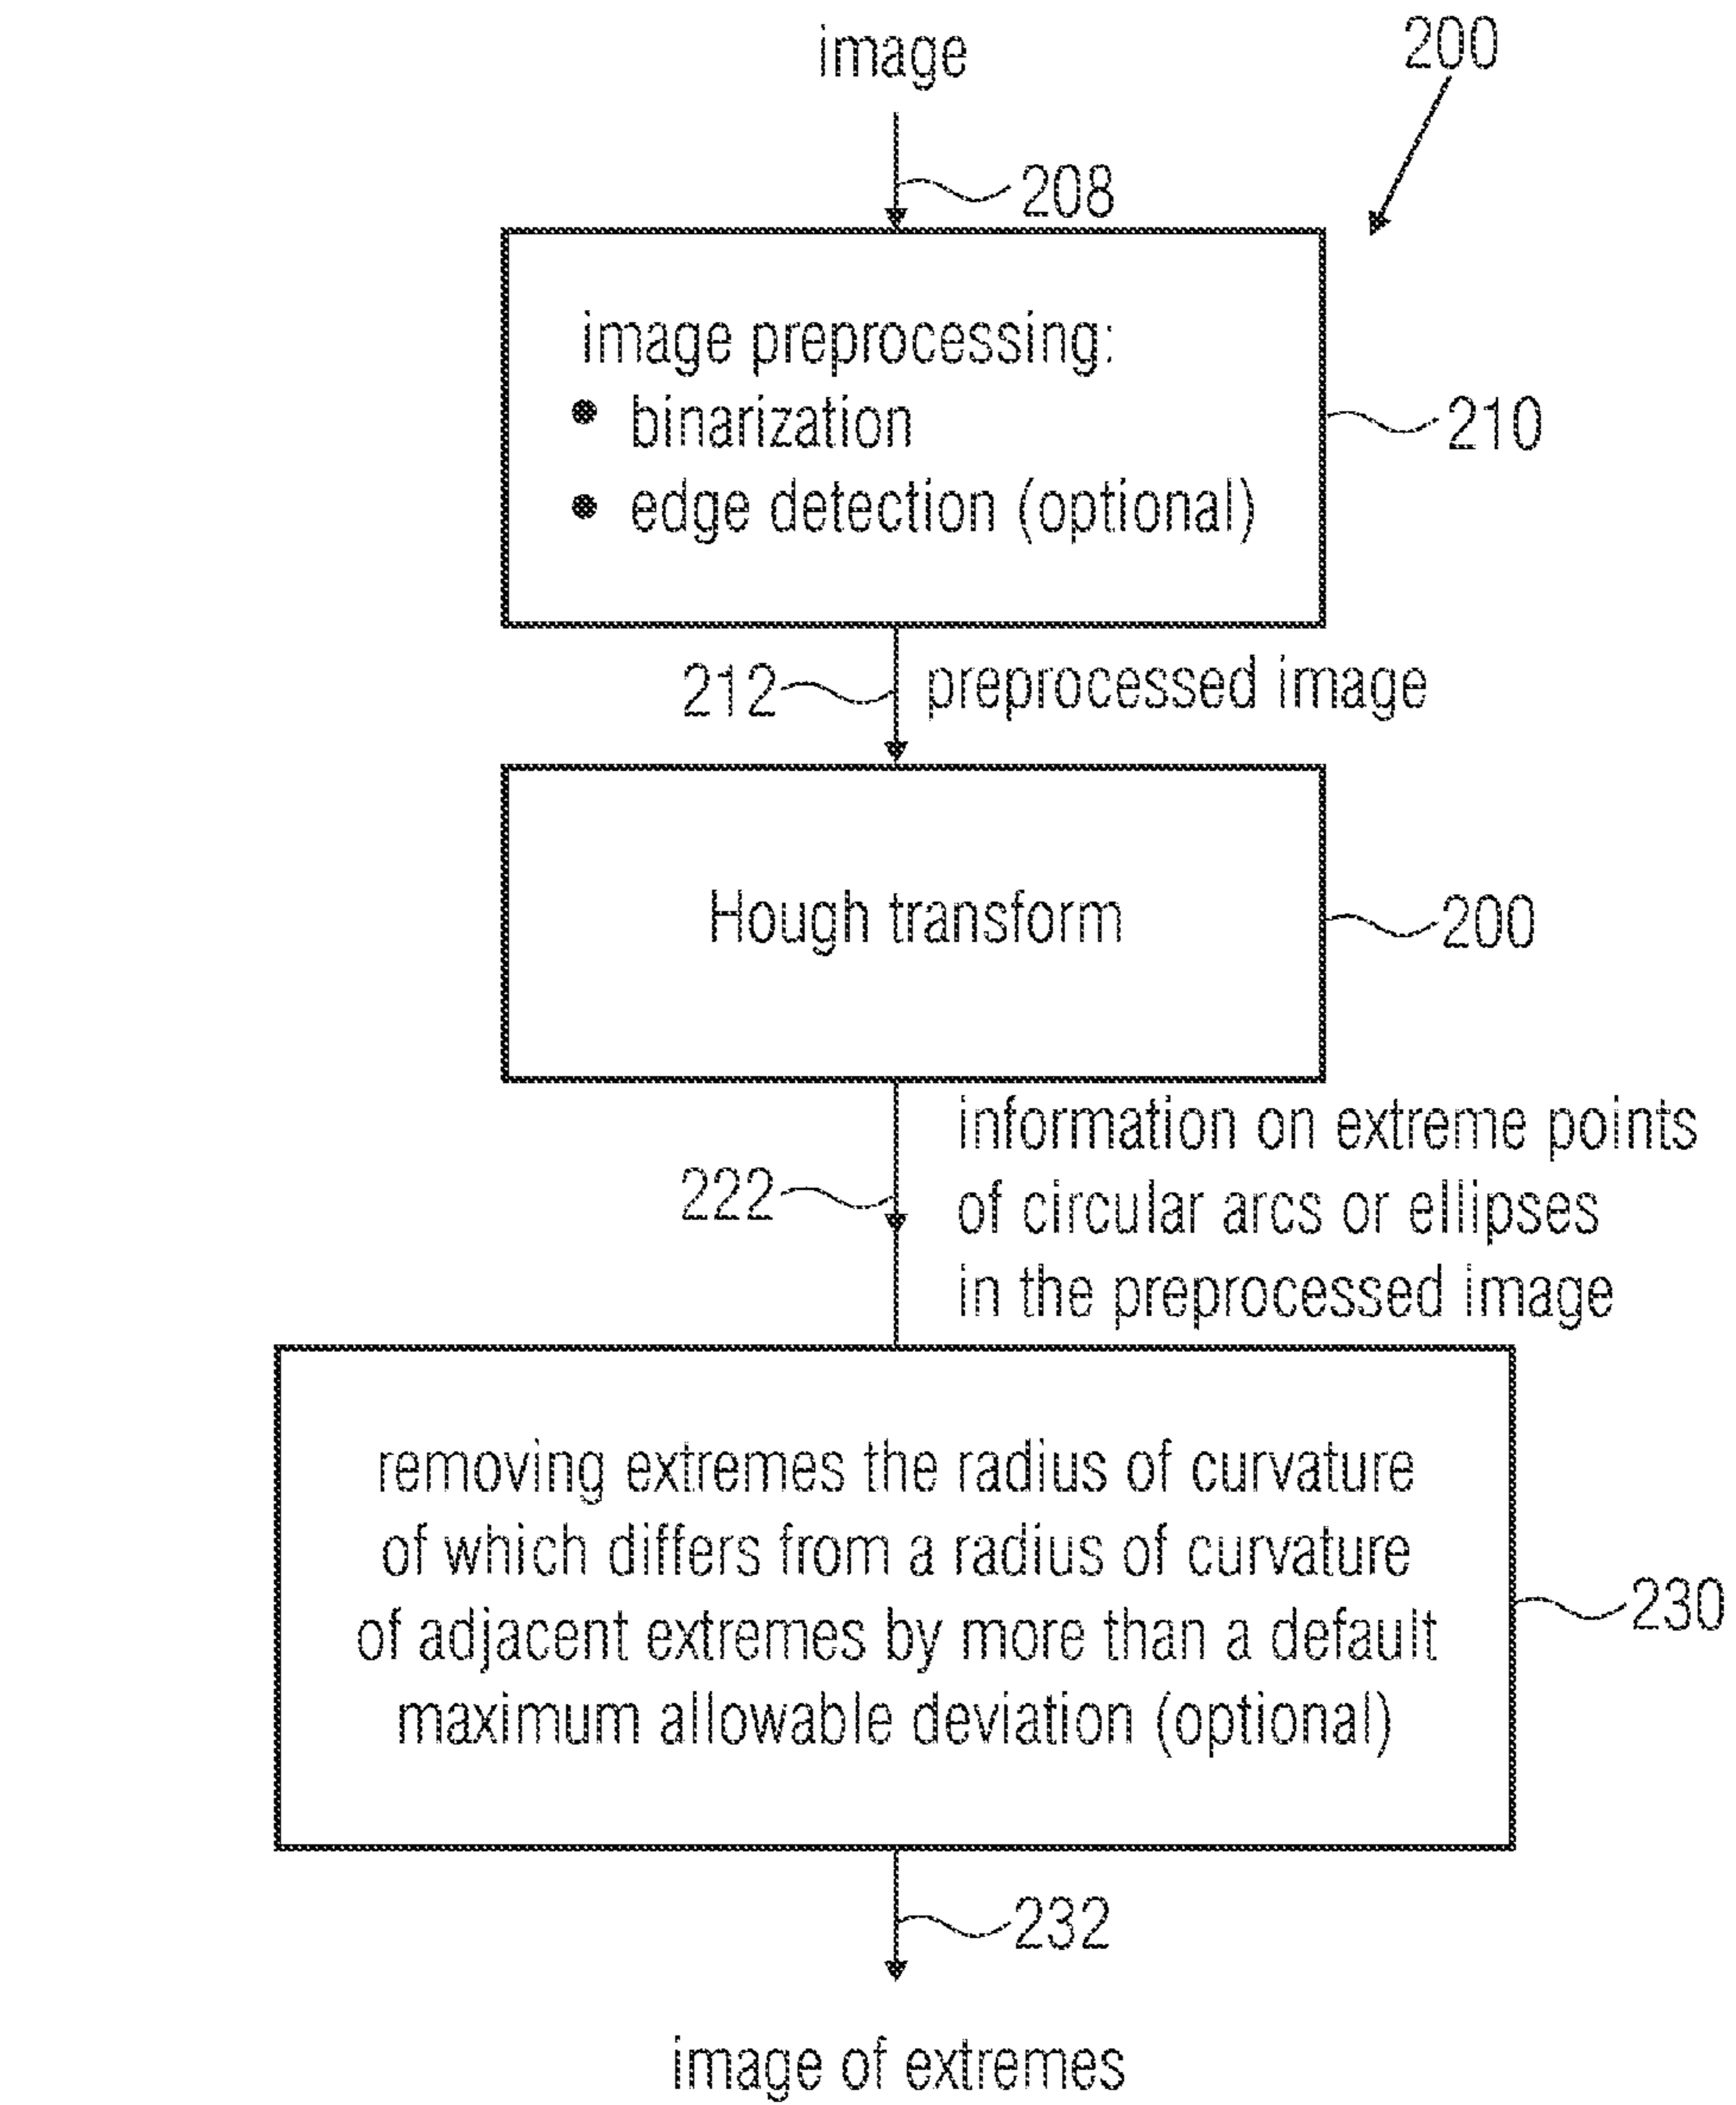 image
200
208
image preprocessing:
• binarization
• edge detection (optional)
210
212
preprocessed image
Hough transform
200
222
information on extreme points
of circular arcs or ellipses
in the preprocessed image
removing extremes the radius of curvature
of which differs from a radius of curvature
of adjacent extremes by more than a default
maximum allowable deviation (optional)
230
232
image of extremes